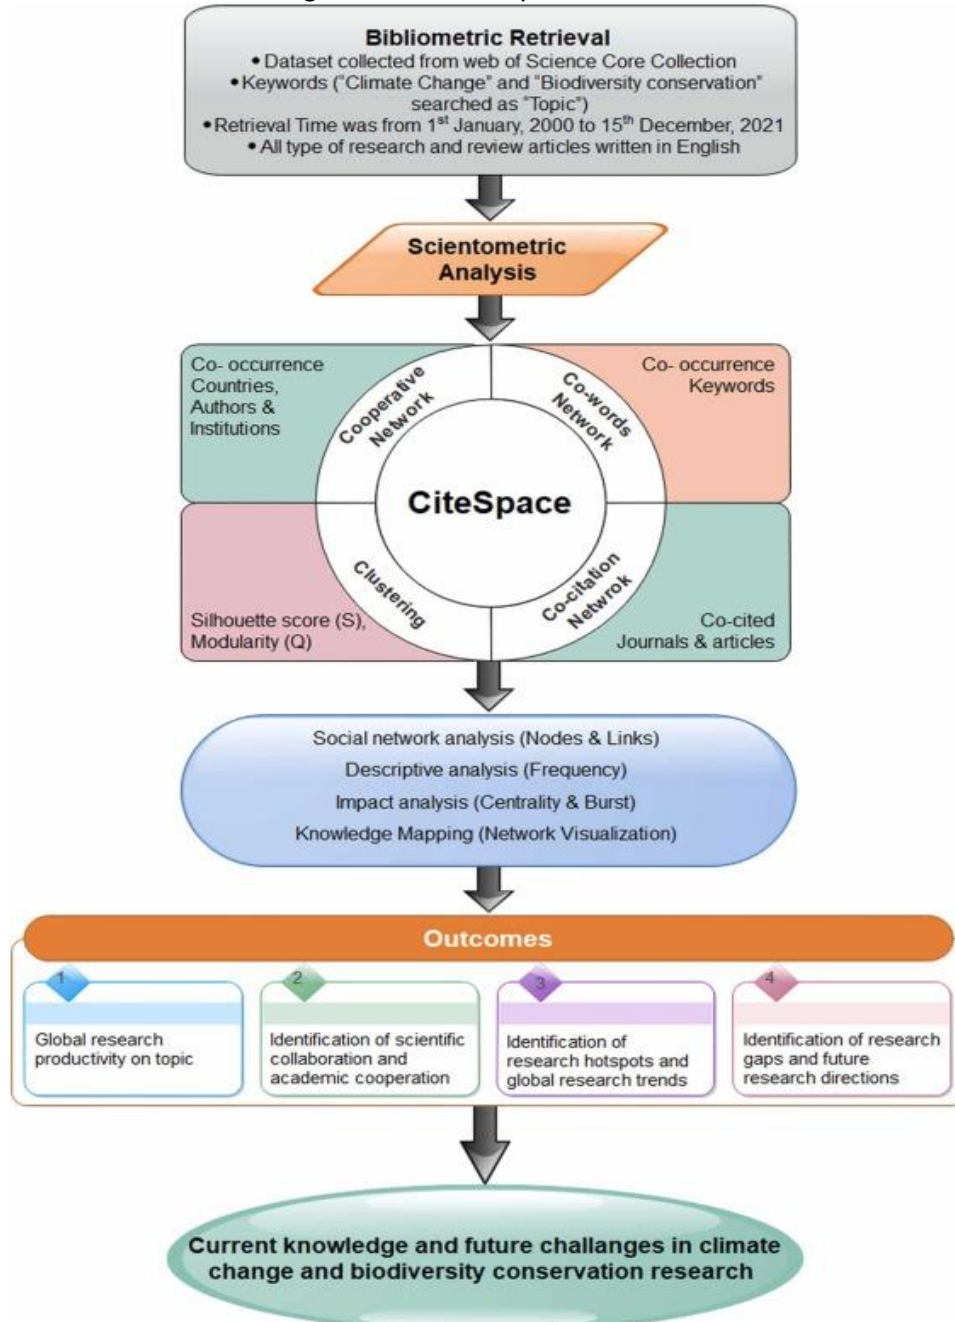 Bibliometric Retrieval
• Dataset collected from web of Science Core Collection
• Keywords ("Climate Change" and "Biodiversity conservation"
searched as "Topic")
• Retrieval Time was from 1st January, 2000 to 15th December, 2021
• All type of research and review articles written in English
Scientometric
Analysis
Co- occurrence
Countries,
Authors &
Institutions
Cooperative
Network
Co-words
Network
Co- occurrence
Keywords
CiteSpace
Silhouette score (S),
Modularity (Q)
Clustering
Co-citation
Netwrok
Co-cited
Journals & articles
Social network analysis (Nodes & Links)
Descriptive analysis (Frequency)
Impact analysis (Centrality & Burst)
Knowledge Mapping (Network Visualization)
Outcomes
1
Global research
productivity on topic
2
Identification of scientific
collaboration and
academic cooperation
3
Identification of
research hotspots and
global research trends
4
Identification of research
gaps and future
research directions
Current knowledge and future challanges in climate
change and biodiversity conservation research